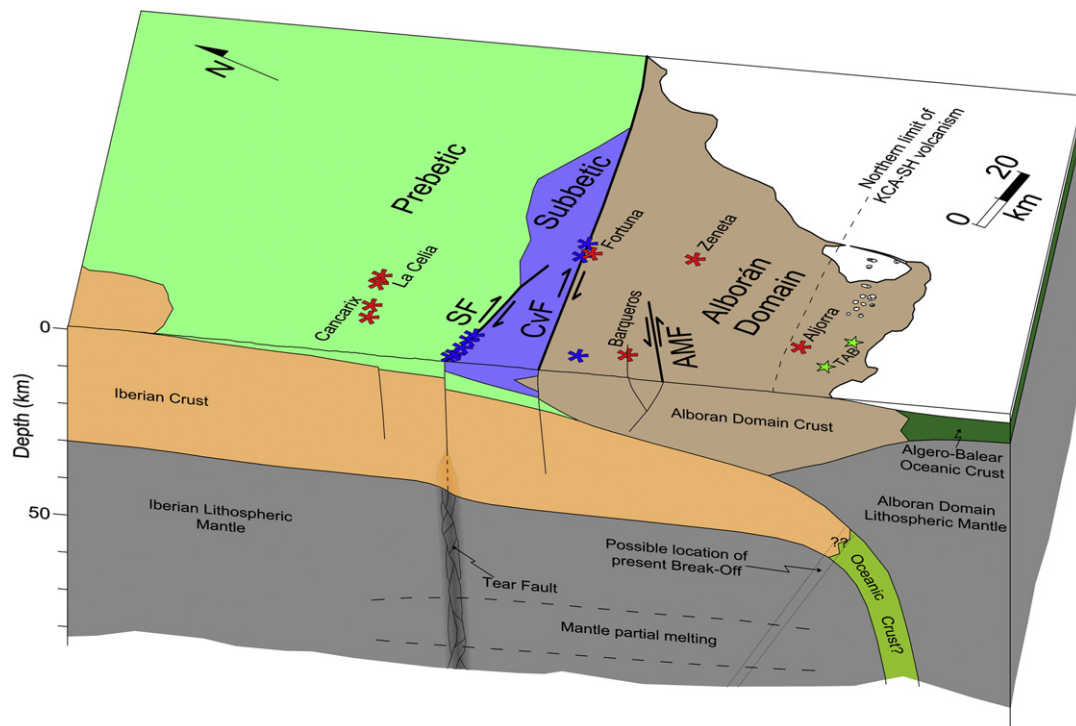 N
Prebetic
Subbetic
Northern limit of
KCA-SH volcanism
0 20
km
La Celia
Cancarix
SF
CvF
Fortuna
Zeneta
Barqueros
AMF
Alborán
Domain
Aljorra
TAB
0
50
Depth (km)
Iberian Crust
Alboran Domain Crust
Algero-Balear
Oceanic Crust
Iberian Lithospheric
Mantle
Alboran Domain
Lithospheric Mantle
Tear Fault
Possible location of
present Break-Off
??
Oceanic
Crust?
Mantle partial melting